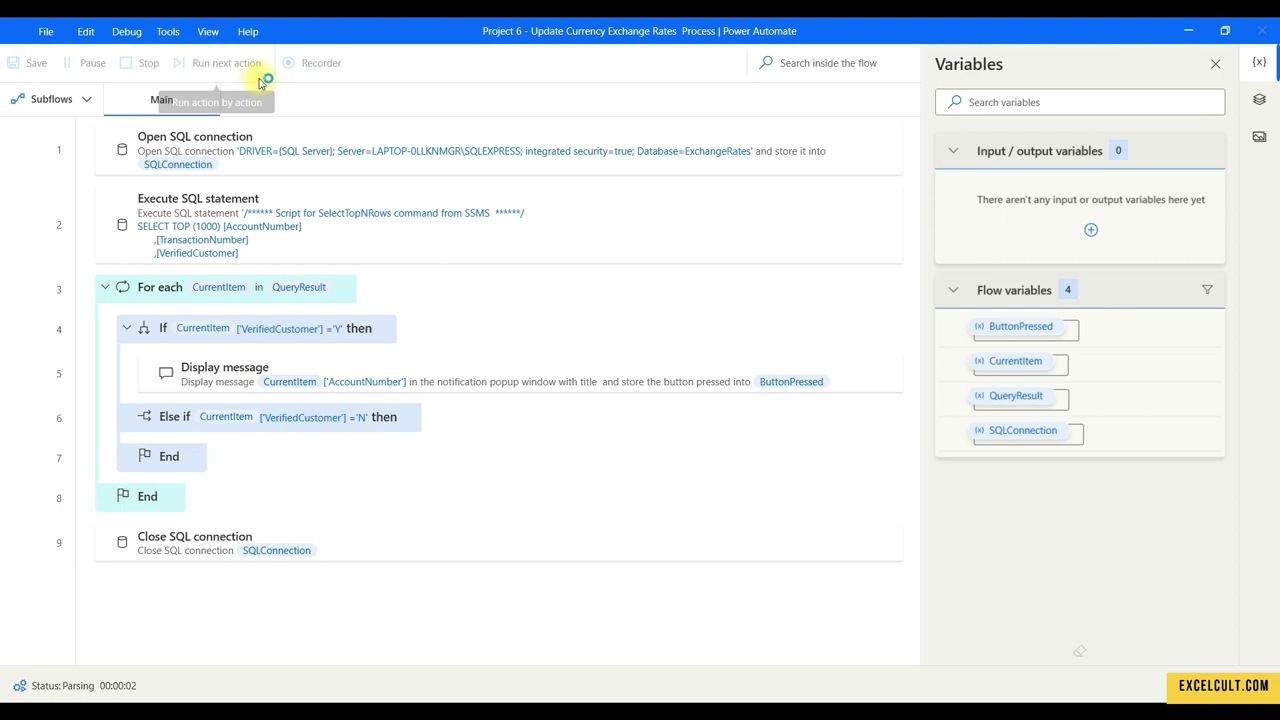 File Edit Debug Tools View Help Project 6 - Update Currency Exchange Rates Process | Power Automate
Save Pause Stop Run next action Recorder Search inside the flow
Subflows Main
Run action by action
1 Open SQL connection
Open SQL connection 'DRIVER={SQL Server}; Server=LAPTOP-0LLKNMGR\SQLEXPRESS; integrated security=true; Database=ExchangeRates' and store it into
SQLConnection
2 Execute SQL statement
Execute SQL statement '/****** Script for SelectTopNRows command from SSMS ******/
SELECT TOP (1000) [AccountNumber]
,[TransactionNumber]
,[VerifiedCustomer]
3 For each CurrentItem in QueryResult
4 If CurrentItem ['VerifiedCustomer'] ='Y' then
5 Display message
Display message CurrentItem ['AccountNumber'] in the notification popup window with title and store the button pressed into ButtonPressed
6 Else if CurrentItem ['VerifiedCustomer'] ='N' then
7 End
8 End
9 Close SQL connection
Close SQL connection SQLConnection
Variables
{x}
Search variables
Input / output variables 0
There aren't any input or output variables here yet
Flow variables 4
(x) ButtonPressed
(x) CurrentItem
(x) QueryResult
(x) SQLConnection
Status: Parsing 00:00:02
EXCELCULT.COM